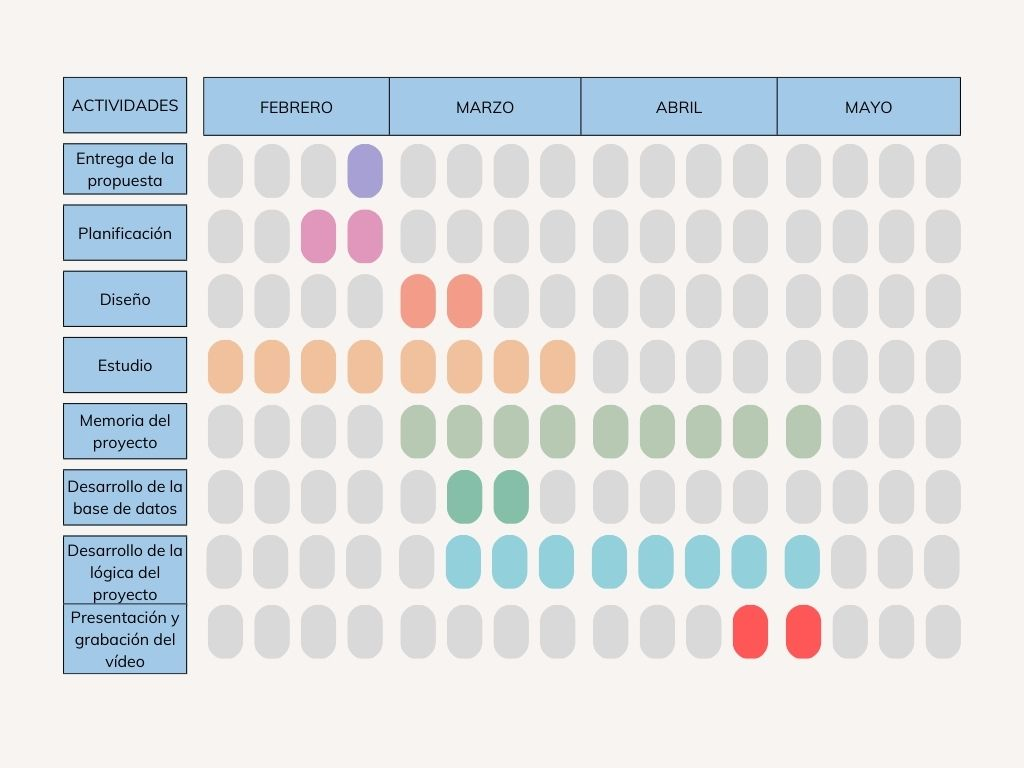 ACTIVIDADES
FEBRERO
MARZO
ABRIL
MAYO
Entrega de la
propuesta
Planificación
Diseño
Estudio
Memoria del
proyecto
Desarrollo de la
base de datos
Desarrollo de la
lógica del
proyecto
Presentación y
grabación del
vídeo